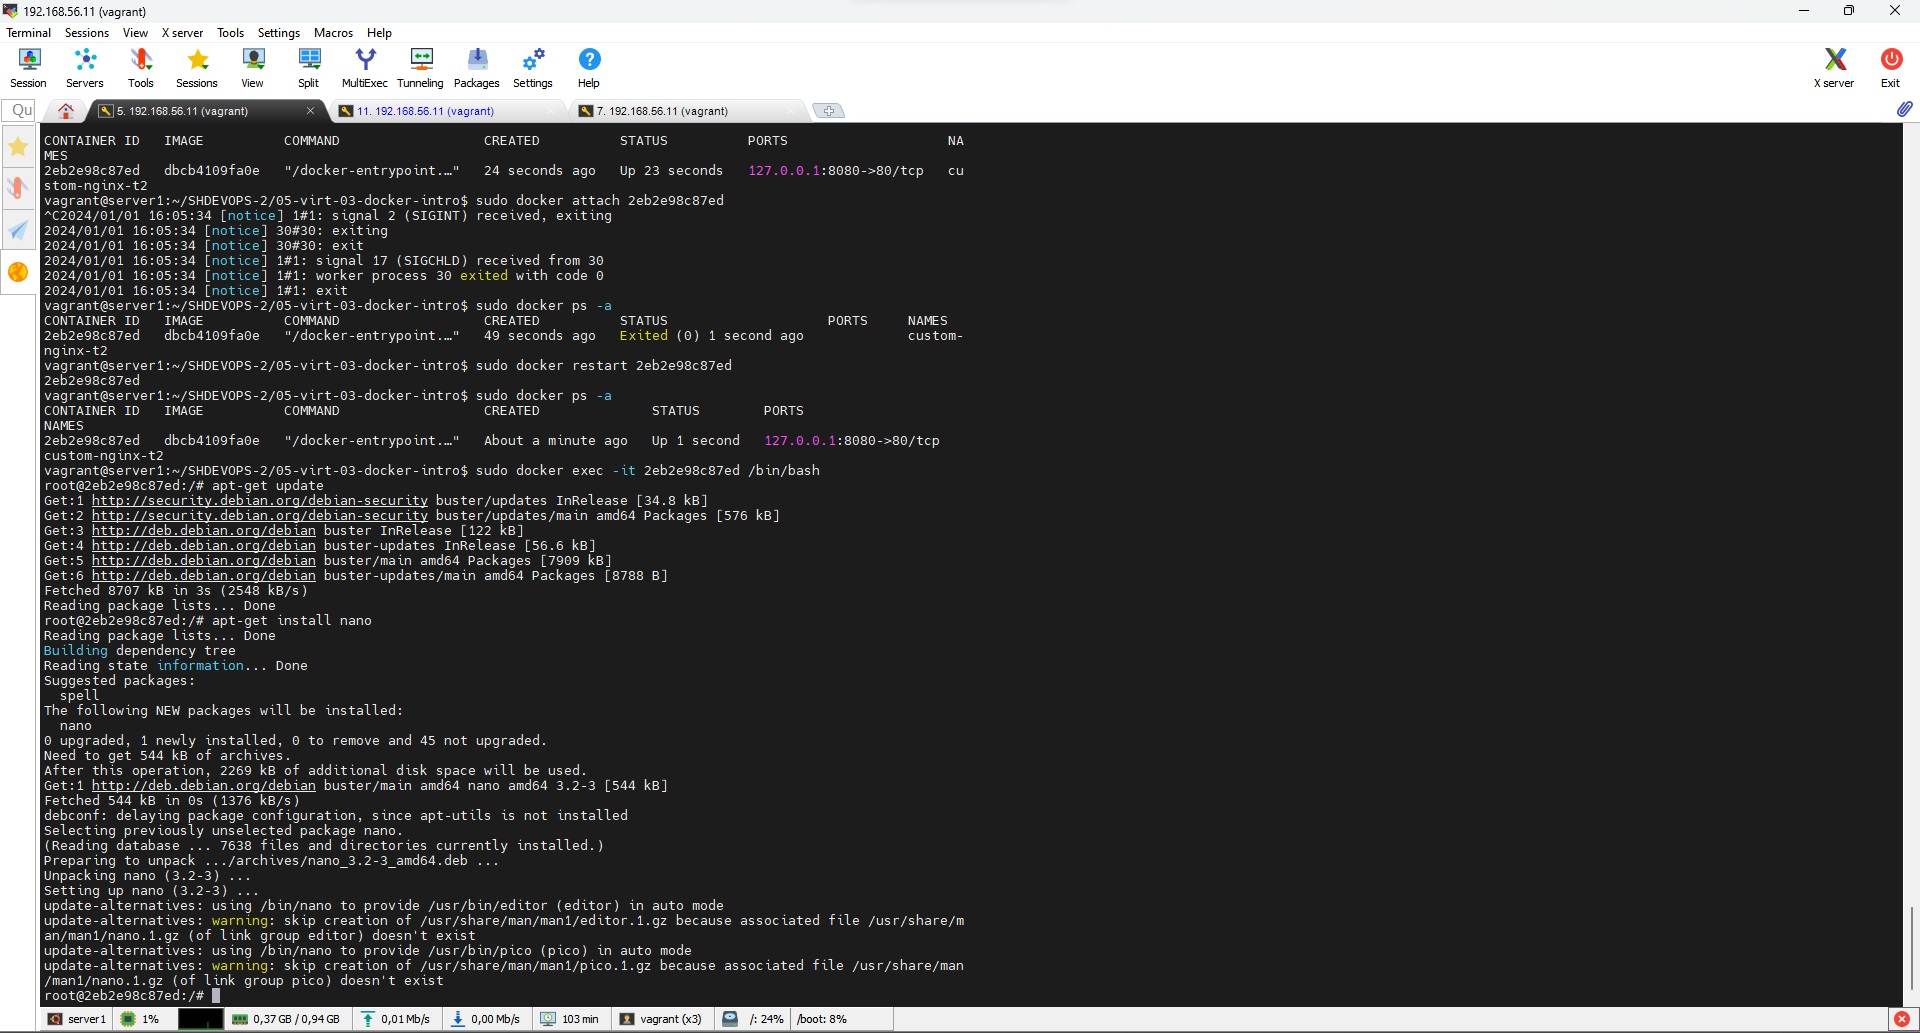 192.168.56.11 (vagrant)
Terminal Sessions View X server Tools Settings Macros Help
Session Servers Tools Sessions View Split MultiExec Tunneling Packages Settings Help X server Exit
Qu 5. 192.168.56.11 (vagrant) 11. 192.168.56.11 (vagrant) 7. 192.168.56.11 (vagrant)
CONTAINER ID   IMAGE          COMMAND                  CREATED          STATUS          PORTS                    NA
MES
2eb2e98c87ed   dbcb4109fa0e   "/docker-entrypoint.…"   24 seconds ago   Up 23 seconds   127.0.0.1:8080->80/tcp   cu
stom-nginx-t2
vagrant@server1:~/SHDEVOPS-2/05-virt-03-docker-intro$ sudo docker attach 2eb2e98c87ed
^C2024/01/01 16:05:34 [notice] 1#1: signal 2 (SIGINT) received, exiting
2024/01/01 16:05:34 [notice] 30#30: exiting
2024/01/01 16:05:34 [notice] 30#30: exit
2024/01/01 16:05:34 [notice] 1#1: signal 17 (SIGCHLD) received from 30
2024/01/01 16:05:34 [notice] 1#1: worker process 30 exited with code 0
2024/01/01 16:05:34 [notice] 1#1: exit
vagrant@server1:~/SHDEVOPS-2/05-virt-03-docker-intro$ sudo docker ps -a
CONTAINER ID   IMAGE          COMMAND                  CREATED          STATUS                    PORTS     NAMES
2eb2e98c87ed   dbcb4109fa0e   "/docker-entrypoint.…"   49 seconds ago   Exited (0) 1 second ago             custom-
nginx-t2
vagrant@server1:~/SHDEVOPS-2/05-virt-03-docker-intro$ sudo docker restart 2eb2e98c87ed
2eb2e98c87ed
vagrant@server1:~/SHDEVOPS-2/05-virt-03-docker-intro$ sudo docker ps -a
CONTAINER ID   IMAGE          COMMAND                  CREATED              STATUS        PORTS
NAMES
2eb2e98c87ed   dbcb4109fa0e   "/docker-entrypoint.…"   About a minute ago   Up 1 second   127.0.0.1:8080->80/tcp
custom-nginx-t2
vagrant@server1:~/SHDEVOPS-2/05-virt-03-docker-intro$ sudo docker exec -it 2eb2e98c87ed /bin/bash
root@2eb2e98c87ed:/# apt-get update
Get:1 http://security.debian.org/debian-security buster/updates InRelease [34.8 kB]
Get:2 http://security.debian.org/debian-security buster/updates/main amd64 Packages [576 kB]
Get:3 http://deb.debian.org/debian buster InRelease [122 kB]
Get:4 http://deb.debian.org/debian buster-updates InRelease [56.6 kB]
Get:5 http://deb.debian.org/debian buster/main amd64 Packages [7909 kB]
Get:6 http://deb.debian.org/debian buster-updates/main amd64 Packages [8788 B]
Fetched 8707 kB in 3s (2548 kB/s)
Reading package lists... Done
root@2eb2e98c87ed:/# apt-get install nano
Reading package lists... Done
Building dependency tree
Reading state information... Done
Suggested packages:
  spell
The following NEW packages will be installed:
  nano
0 upgraded, 1 newly installed, 0 to remove and 45 not upgraded.
Need to get 544 kB of archives.
After this operation, 2269 kB of additional disk space will be used.
Get:1 http://deb.debian.org/debian buster/main amd64 nano amd64 3.2-3 [544 kB]
Fetched 544 kB in 0s (1376 kB/s)
debconf: delaying package configuration, since apt-utils is not installed
Selecting previously unselected package nano.
(Reading database ... 7638 files and directories currently installed.)
Preparing to unpack .../archives/nano_3.2-3_amd64.deb ...
Unpacking nano (3.2-3) ...
Setting up nano (3.2-3) ...
update-alternatives: using /bin/nano to provide /usr/bin/editor (editor) in auto mode
update-alternatives: warning: skip creation of /usr/share/man/man1/editor.1.gz because associated file /usr/share/m
an/man1/nano.1.gz (of link group editor) doesn't exist
update-alternatives: using /bin/nano to provide /usr/bin/pico (pico) in auto mode
update-alternatives: warning: skip creation of /usr/share/man/man1/pico.1.gz because associated file /usr/share/man
/man1/nano.1.gz (of link group pico) doesn't exist
root@2eb2e98c87ed:/#
server1 1% 0,37 GB / 0,94 GB 0,01 Mb/s 0,00 Mb/s 103 min vagrant (x3) /: 24% /boot: 8%